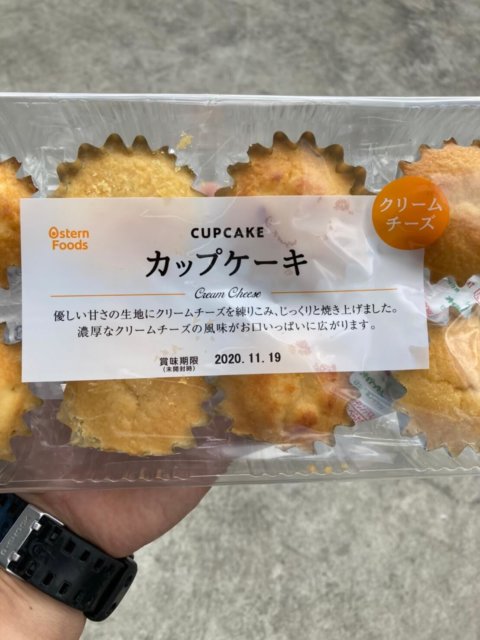 Ostern
Foods
CUPCAKE
クリーム
チーズ
カップケーキ
Cream Cheese
優しい甘さの生地にクリームチーズを練りこみ、じっくりと焼き上げました。
濃厚なクリームチーズの風味がお口いっぱいに広がります。
賞味期限 2020.11.19
(未開封時)